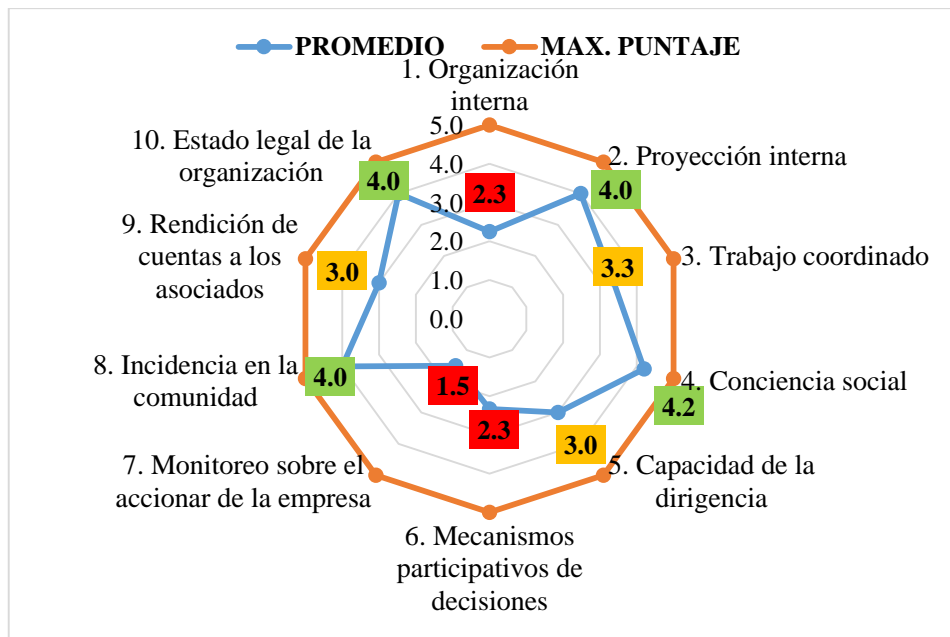 PROMEDIO
MAX. PUNTAJE
1. Organización
interna
2. Proyección interna
3. Trabajo coordinado
4. Conciencia social
5. Capacidad de la
dirigencia
6. Mecanismos
participativos de
decisiones
7. Monitoreo sobre el
accionar de la empresa
8. Incidencia en la
comunidad
9. Rendición de
cuentas a los
asociados
10. Estado legal de la
organización
5.0
4.0
3.0
2.0
1.0
0.0
2.3
4.0
3.3
4.2
3.0
2.3
1.5
4.0
3.0
4.0